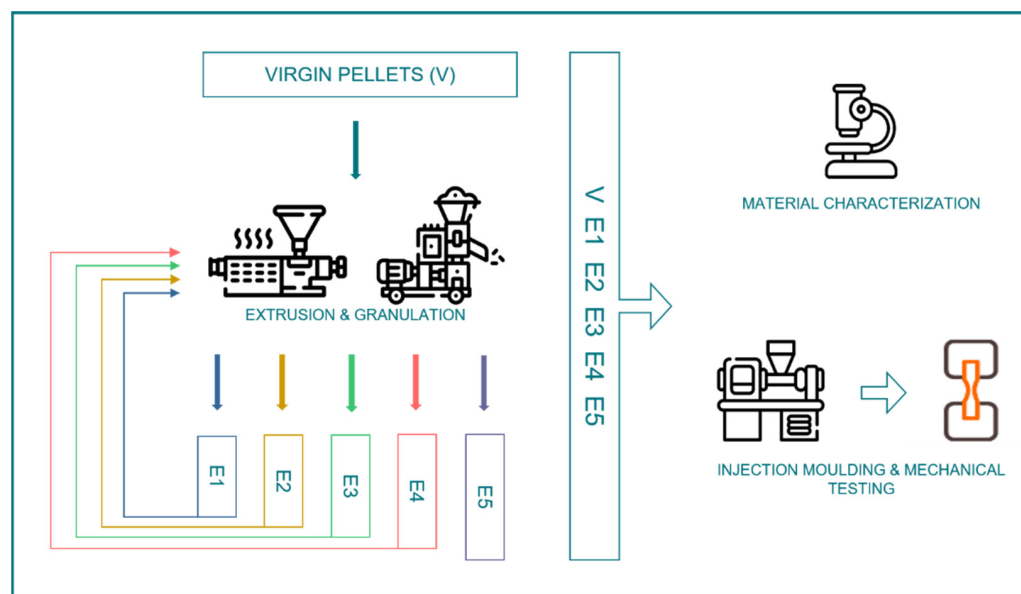 VIRGIN PELLETS (V)
EXTRUSION & GRANULATION
E1
E2
E3
E4
E5
V E1 E2 E3 E4 E5
MATERIAL CHARACTERIZATION
INJECTION MOULDING & MECHANICAL
TESTING